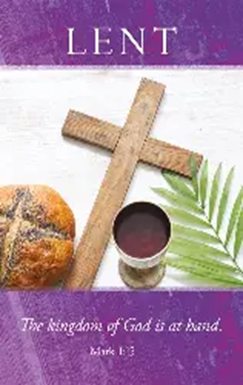 LENT
The kingdom of God is at hand.
Mark 1:15